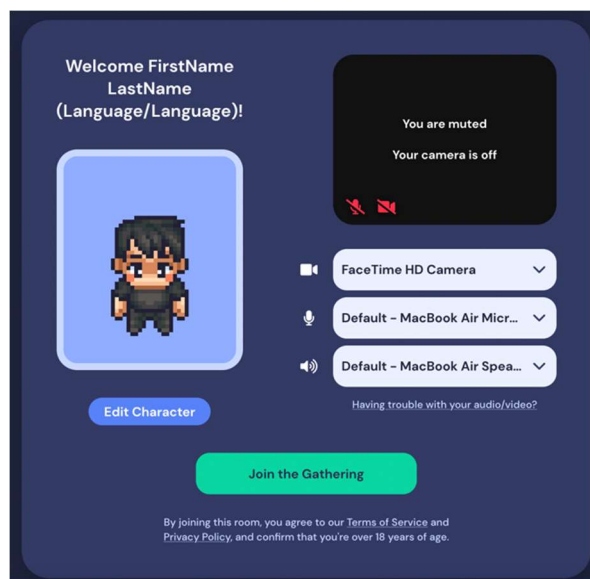 Welcome FirstName
LastName
(Language/Language)!
Edit Character
You are muted
Your camera is off
FaceTime HD Camera
Default - MacBook Air Micr...
Default - MacBook Air Spea...
Having trouble with your audio/video?
Join the Gathering
By joining this room, you agree to our Terms of Service and
Privacy Policy, and confirm that you're over 18 years of age.